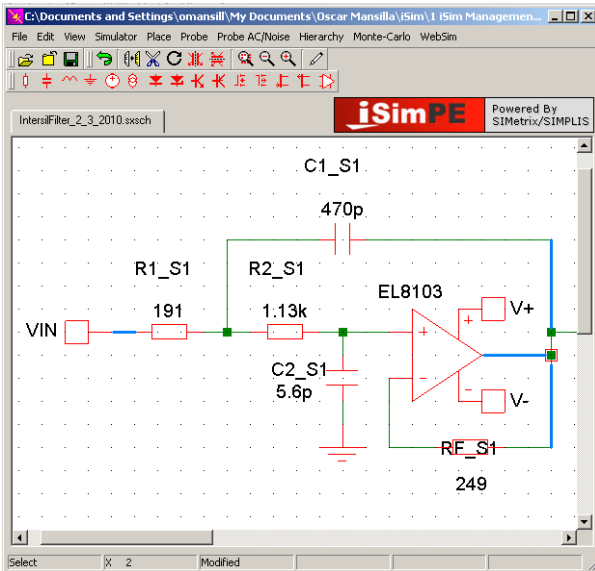 C:\Documents and Settings\omansill\My Documents\Oscar Mansilla\iSim\1 iSim Managemen...
File Edit View Simulator Place Probe Probe AC/Noise Hierarchy Monte-Carlo WebSim
IntersilFilter_2_3_2010.sxsch
iSimPE
Powered By
SIMetrix/SIMPLIS
C1_S1
470p
R1_S1 R2_S1
EL8103
191 1.13k
V+
VIN
+
+
C2_S1
5.6p
-
-
V-
RF_S1
249
Select X 2 Modified